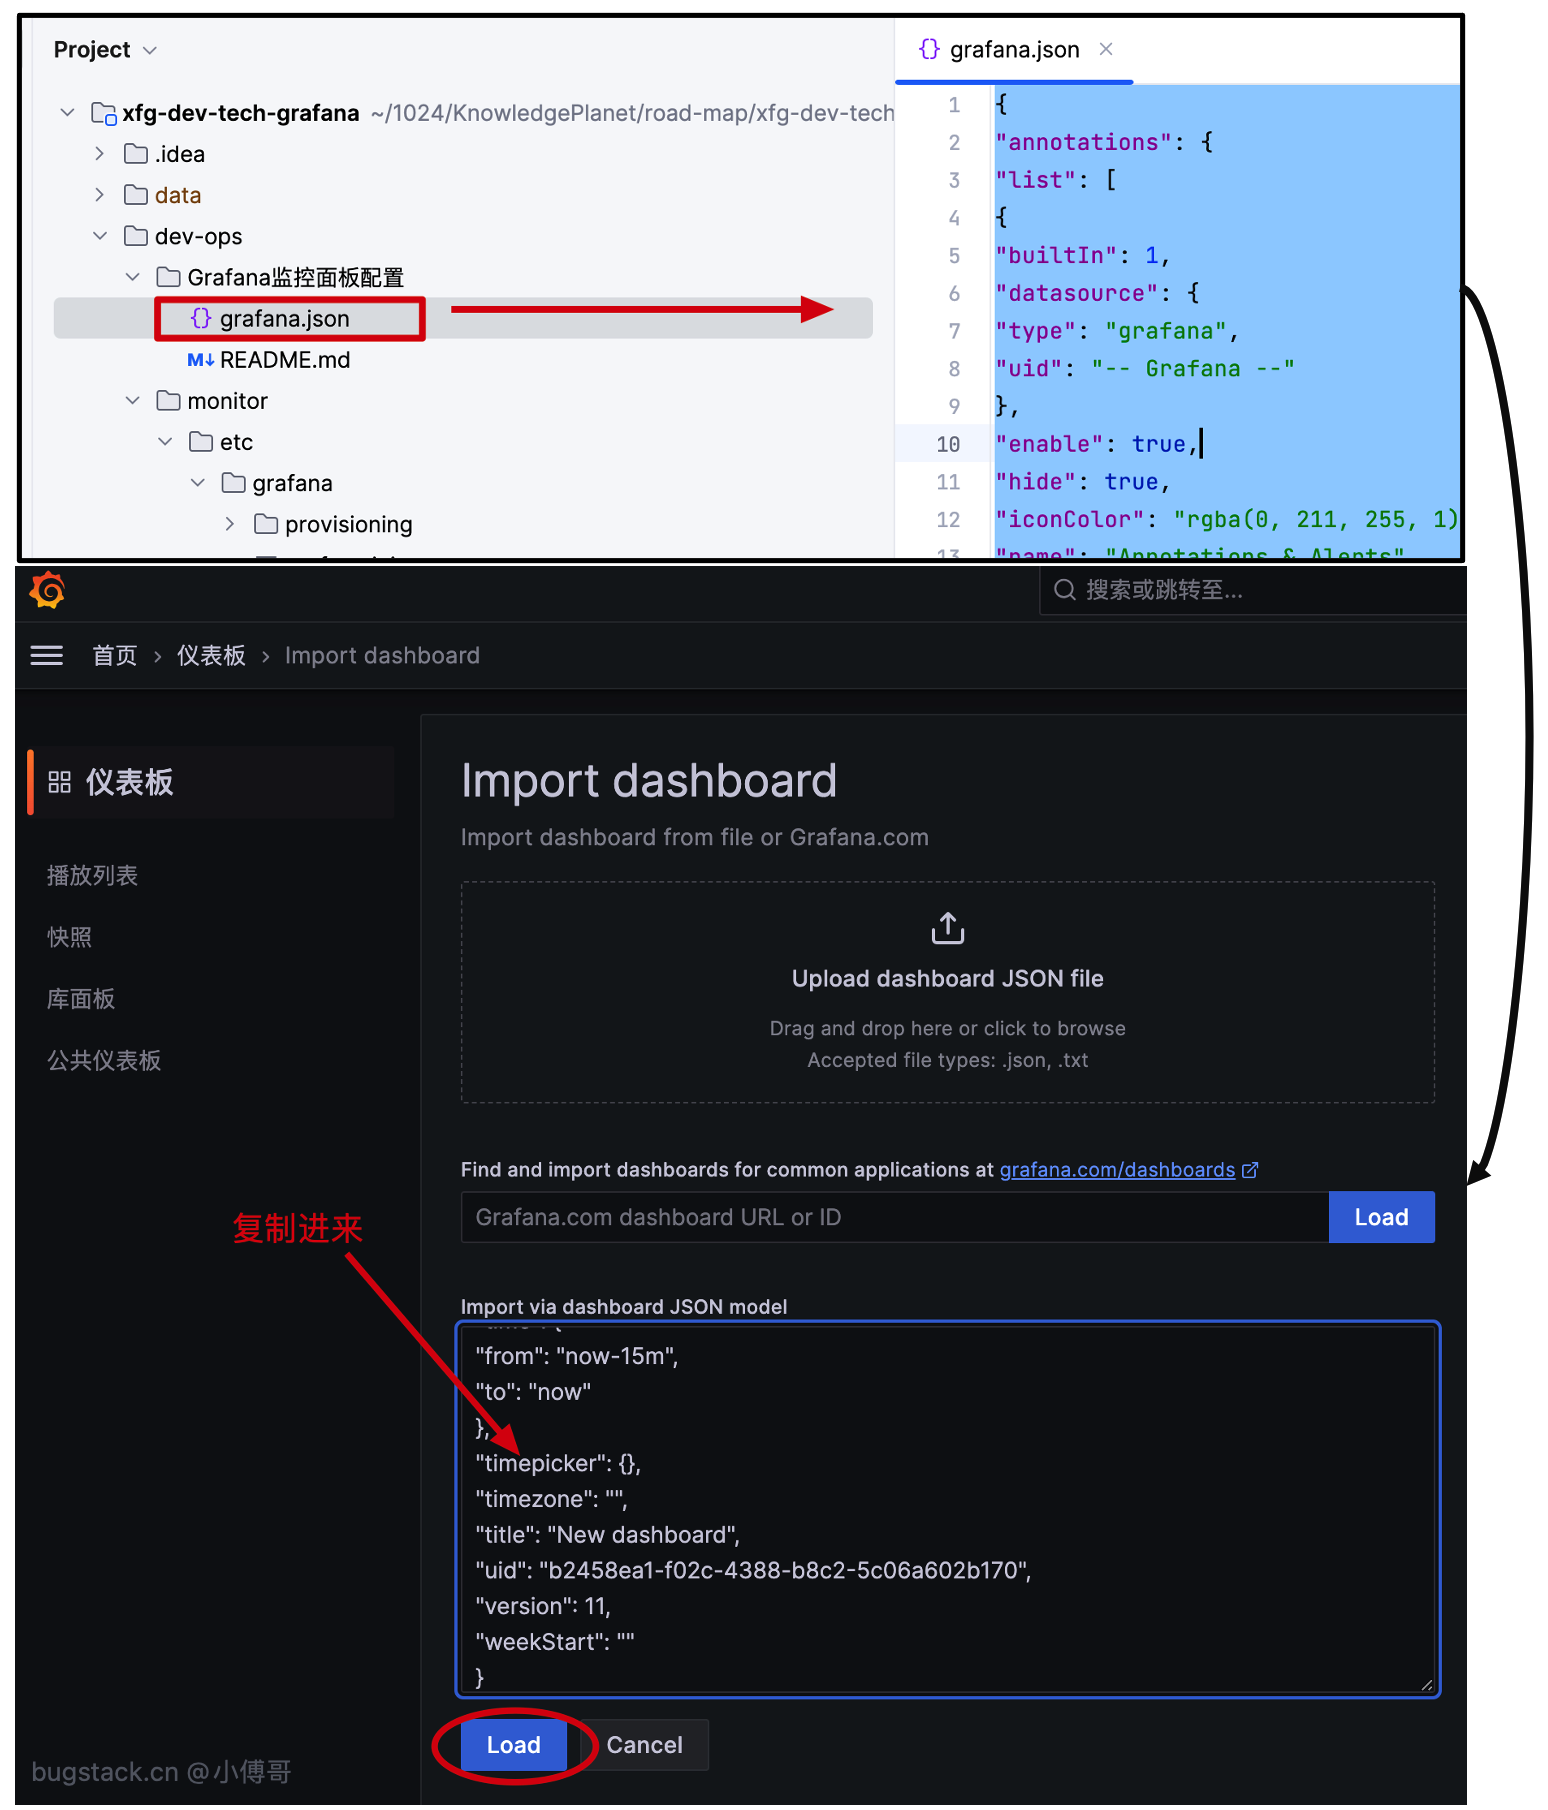 Project
xfg-dev-tech-grafana ~/1024/KnowledgePlanet/road-map/xfg-dev-tech
.idea
data
dev-ops
Grafana监控面板配置
grafana.json
README.md
monitor
etc
grafana
provisioning
grafana.json
1 {
2 "annotations": {
3 "list": [
4 {
5 "builtIn": 1,
6 "datasource": {
7 "type": "grafana",
8 "uid": "-- Grafana --"
9 },
10 "enable": true,
11 "hide": true,
12 "iconColor": "rgba(0, 211, 255, 1)
13 "name": "Annotations & Alerts"
搜索或跳转至...
首页 › 仪表板 › Import dashboard
仪表板
播放列表
快照
库面板
公共仪表板
Import dashboard
Import dashboard from file or Grafana.com
Upload dashboard JSON file
Drag and drop here or click to browse
Accepted file types: .json, .txt
Find and import dashboards for common applications at grafana.com/dashboards
Grafana.com dashboard URL or ID
Load
复制进来
Import via dashboard JSON model
"from": "now-15m",
"to": "now"
},
"timepicker": {},
"timezone": "",
"title": "New dashboard",
"uid": "b2458ea1-f02c-4388-b8c2-5c06a602b170",
"version": 11,
"weekStart": ""
}
Load
Cancel
bugstack.cn @小傅哥